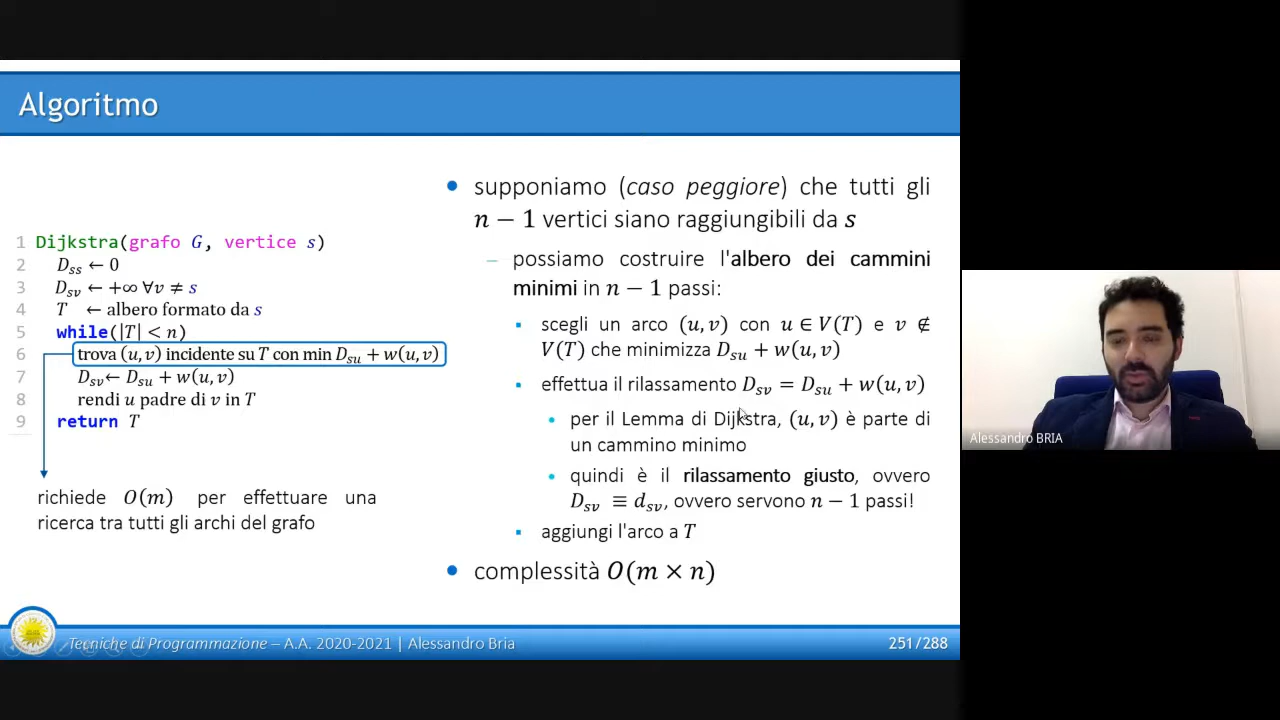 Algoritmo
1 Dijkstra(grafo G, vertice s)
2 D_ss ← 0
3 D_sv ← +∞ ∀v ≠ s
4 T ← albero formato da s
5 while(|T| < n)
6 trova (u, v) incidente su T con min D_su + w(u, v)
7 D_sv ← D_su + w(u, v)
8 rendi u padre di v in T
9 return T
richiede O(m) per effettuare una
ricerca tra tutti gli archi del grafo
• supponiamo (caso peggiore) che tutti gli
n − 1 vertici siano raggiungibili da s
– possiamo costruire l'albero dei cammini
minimi in n − 1 passi:
▪ scegli un arco (u, v) con u ∈ V(T) e v ∉
V(T) che minimizza D_su + w(u, v)
▪ effettua il rilassamento D_sv = D_su + w(u, v)
• per il Lemma di Dijkstra, (u, v) è parte di
un cammino minimo
• quindi è il rilassamento giusto, ovvero
D_sv ≡ d_sv, ovvero servono n − 1 passi!
▪ aggiungi l'arco a T
• complessità O(m × n)
Tecniche di Programmazione – A.A. 2020-2021 | Alessandro Bria
251/288
Alessandro BRIA